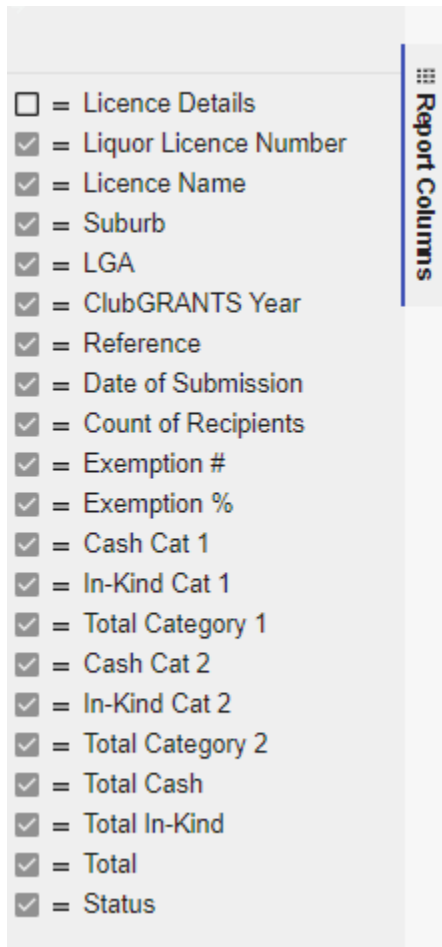 Licence Details
= Liquor Licence Number
= Licence Name
= Suburb
= LGA
= ClubGRANTS Year
= Reference
= Date of Submission
= Count of Recipients
= Exemption #
= Exemption %
= Cash Cat 1
= In-Kind Cat 1
= Total Category 1
= Cash Cat 2
= In-Kind Cat 2
= Total Category 2
= Total Cash
= Total In-Kind
= Total
= Status
Report Columns